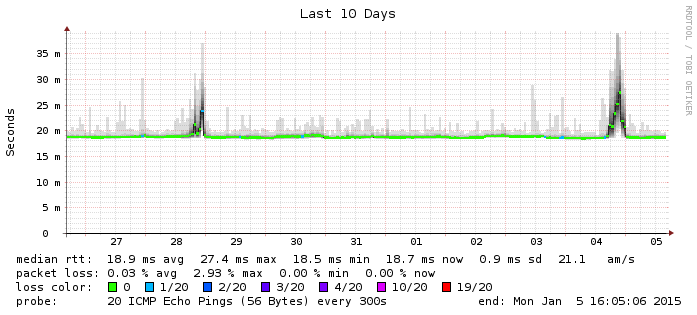 Last 10 Days
RRDTOOL / TOBI OETIKER
Seconds
35 m
30 m
25 m
20 m
15 m
10 m
5 m
0
27 28 29 30 31 01 02 03 04 05
median rtt: 18.9 ms avg 27.4 ms max 18.5 ms min 18.7 ms now 0.9 ms sd 21.1 am/s
packet loss: 0.03 % avg 2.93 % max 0.00 % min 0.00 % now
loss color: 0 1/20 2/20 3/20 4/20 10/20 19/20
probe: 20 ICMP Echo Pings (56 Bytes) every 300s end: Mon Jan 5 16:05:06 2015